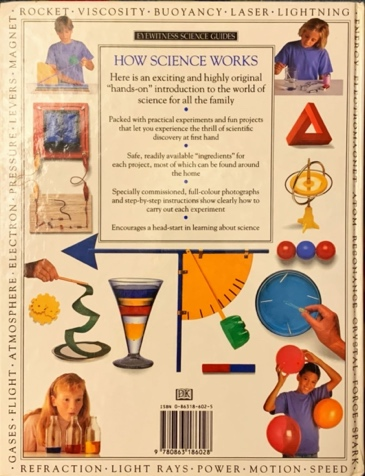 ROCKET · VISCOSITY · BUOYANCY · LASER · LIGHTNING
EYEWITNESS SCIENCE GUIDES
HOW SCIENCE WORKS
Here is an exciting and highly original
"hands-on" introduction to the world of
science for all the family
Packed with practical experiments and fun projects
that let you experience the thrill of scientific
discovery at first hand
Safe, readily available "ingredients" for
each project, most of which can be found around
the home
Specially commissioned, full-colour photographs
and step-by-step instructions show clearly how to
carry out each experiment
Encourages a head-start in learning about science
GASES · FLIGHT · ATMOSPHERE · ELECTRON · PRESSURE · LEVERS · MAGNET
ENERGY · ELECTROMAGNET · ATOM · RESONANCE · CRYSTAL · FORCE · SPARK
DK
ISBN 0-86318-602-5
9 780863 186028
REFRACTION · LIGHT RAYS · POWER · MOTION · SPEED